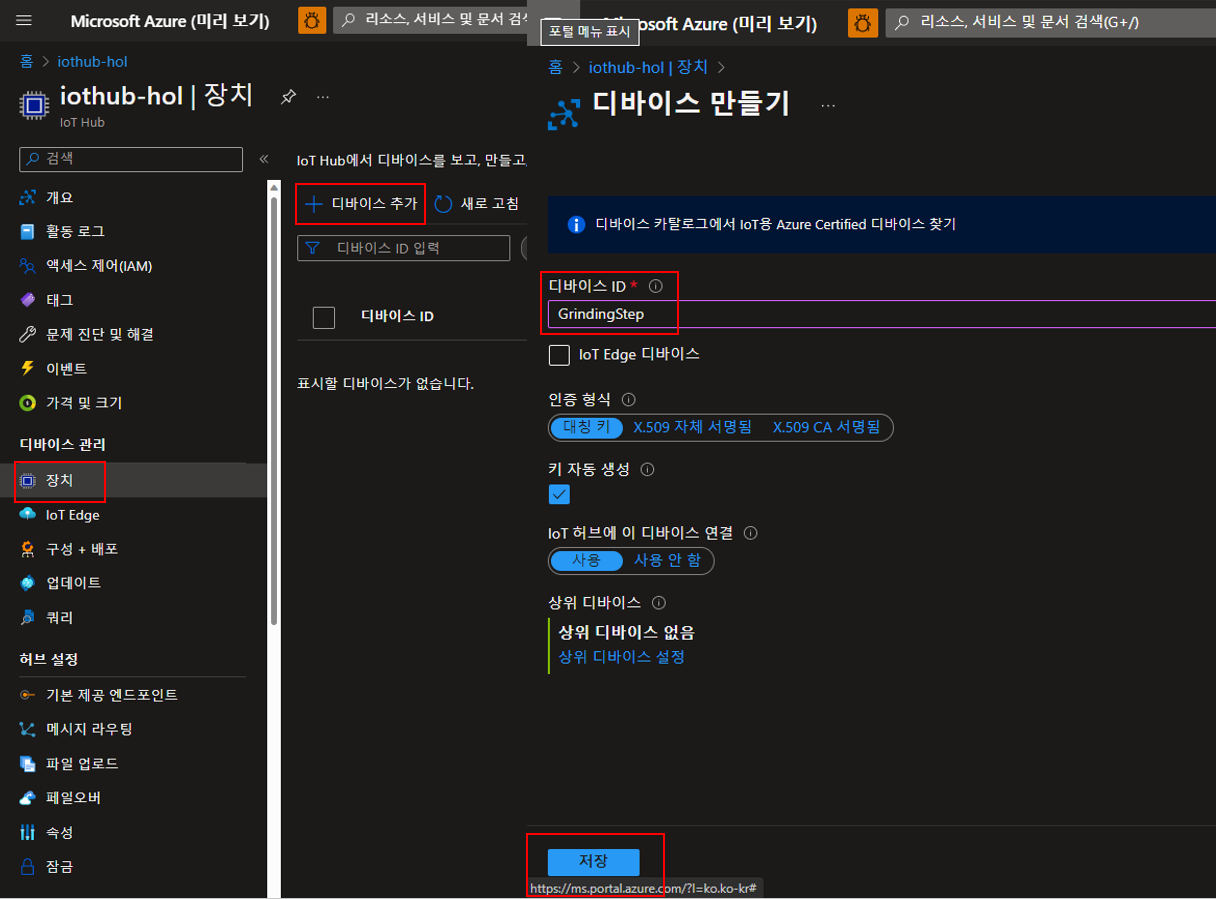 Microsoft Azure (미리 보기)
리소스, 서비스 및 문서 검색
홈 > iothub-hol
iothub-hol | 장치
IoT Hub
검색
개요
활동 로그
액세스 제어(IAM)
태그
문제 진단 및 해결
이벤트
가격 및 크기
디바이스 관리
장치
IoT Edge
구성 + 배포
업데이트
쿼리
허브 설정
기본 제공 엔드포인트
메시지 라우팅
파일 업로드
페일오버
속성
잠금
IoT Hub에서 디바이스를 보고, 만들고,
디바이스 추가
새로 고침
디바이스 ID 입력
디바이스 ID
표시할 디바이스가 없습니다.
포털 메뉴 표시
osoft Azure (미리 보기)
리소스, 서비스 및 문서 검색(G+/)
홈 > iothub-hol | 장치 >
디바이스 만들기
디바이스 카탈로그에서 IoT용 Azure Certified 디바이스 찾기
디바이스 ID *
GrindingStep
IoT Edge 디바이스
인증 형식
대칭 키 X.509 자체 서명됨 X.509 CA 서명됨
키 자동 생성
IoT 허브에 이 디바이스 연결
사용 사용 안 함
상위 디바이스
상위 디바이스 없음
상위 디바이스 설정
저장
https://ms.portal.azure.com/?l=ko.ko-kr#